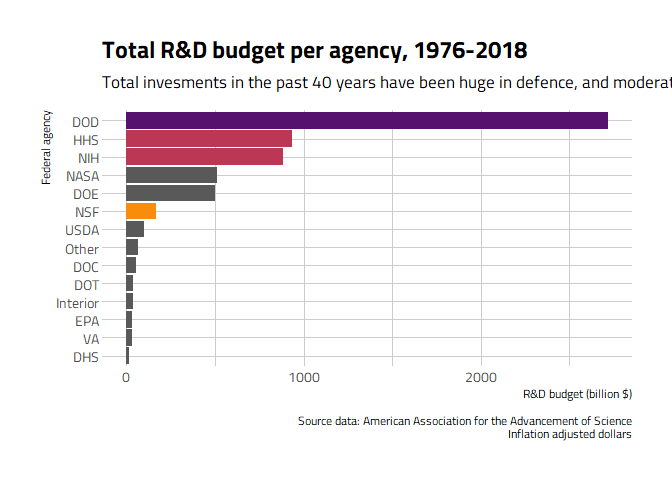 Total R&D budget per agency, 1976-2018
Total invesments in the past 40 years have been huge in defence, and
Federal agency
DOD
HHS
NIH
NASA
DOE
NSF
USDA
Other
DOC
DOT
Interior
EPA
VA
DHS
0 1000 2000
R&D budget (billion $)
Source data: American Association for the Advancement of Science
Inflation adjusted dollars